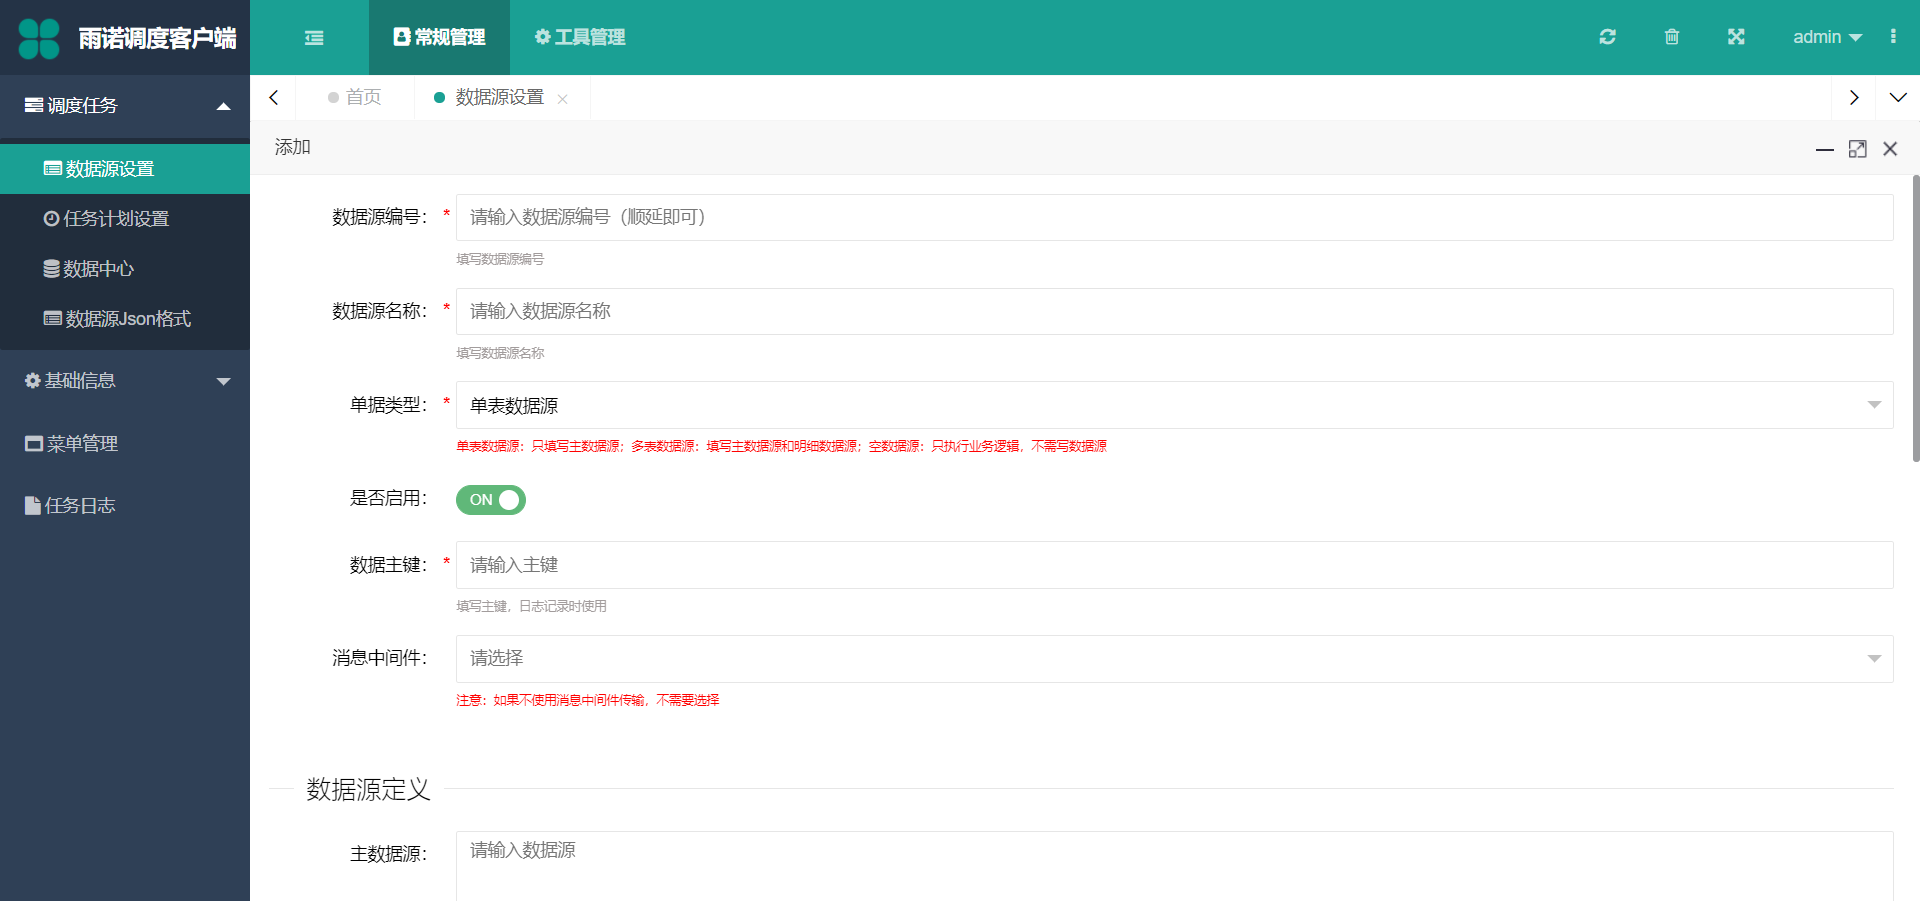 雨诺调度客户端
常规管理
工具管理
admin
调度任务
数据源设置
任务计划设置
数据中心
数据源Json格式
基础信息
菜单管理
任务日志
首页
数据源设置
添加
数据源编号： * 请输入数据源编号（顺延即可）
填写数据源编号
数据源名称： * 请输入数据源名称
填写数据源名称
单据类型： * 单表数据源
单表数据源：只填写主数据源；多表数据源：填写主数据源和明细数据源；空数据源：只执行业务逻辑，不需写数据源
是否启用： ON
数据主键： * 请输入主键
填写主键，日志记录时使用
消息中间件： 请选择
注意：如果不使用消息中间件传输，不需要选择
数据源定义
主数据源： 请输入数据源